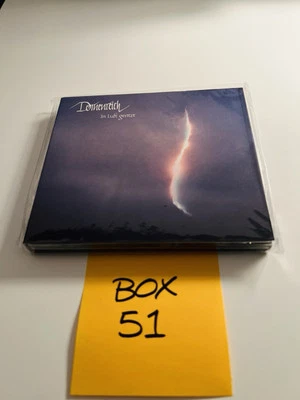 Dornenreich
In Luft geritzt
BOX
51